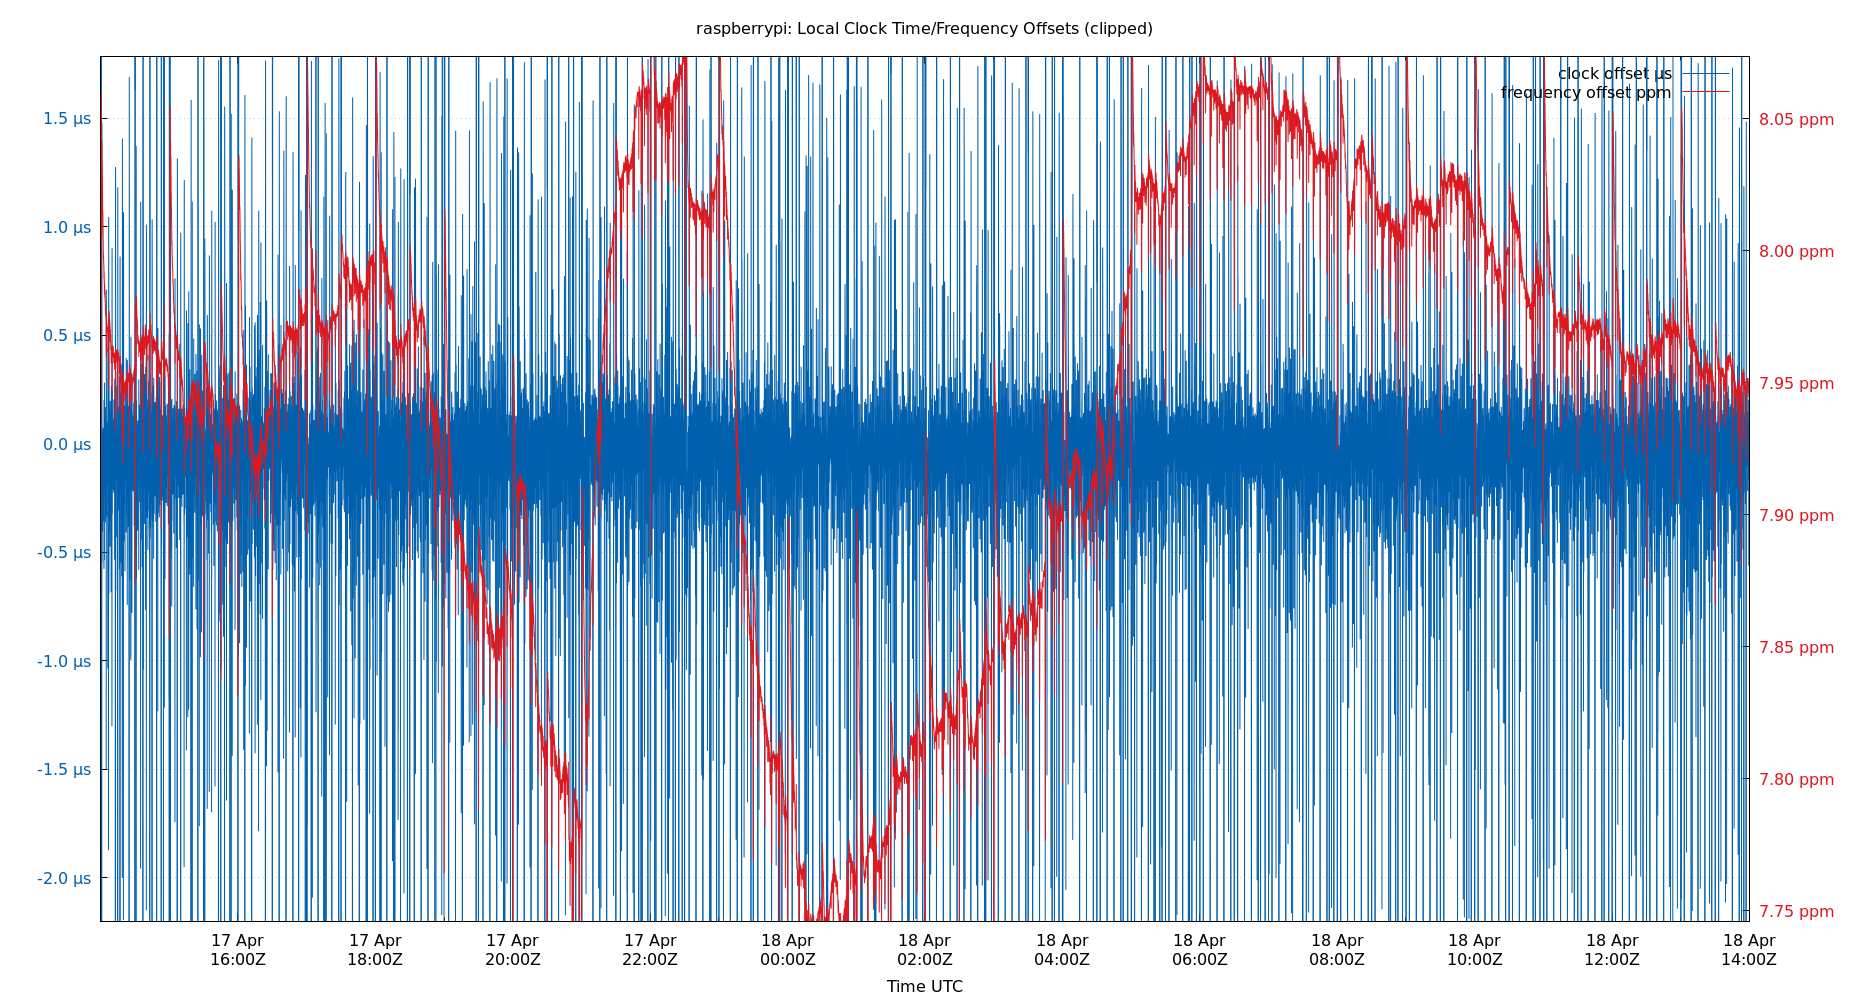 raspberrypi: Local Clock Time/Frequency Offsets (clipped)
clock offset µs
frequency offset ppm
1.5 µs
1.0 µs
0.5 µs
0.0 µs
-0.5 µs
-1.0 µs
-1.5 µs
-2.0 µs
8.05 ppm
8.00 ppm
7.95 ppm
7.90 ppm
7.85 ppm
7.80 ppm
7.75 ppm
17 Apr
16:00Z
17 Apr
18:00Z
17 Apr
20:00Z
17 Apr
22:00Z
18 Apr
00:00Z
18 Apr
02:00Z
18 Apr
04:00Z
18 Apr
06:00Z
18 Apr
08:00Z
18 Apr
10:00Z
18 Apr
12:00Z
18 Apr
14:00Z
Time UTC